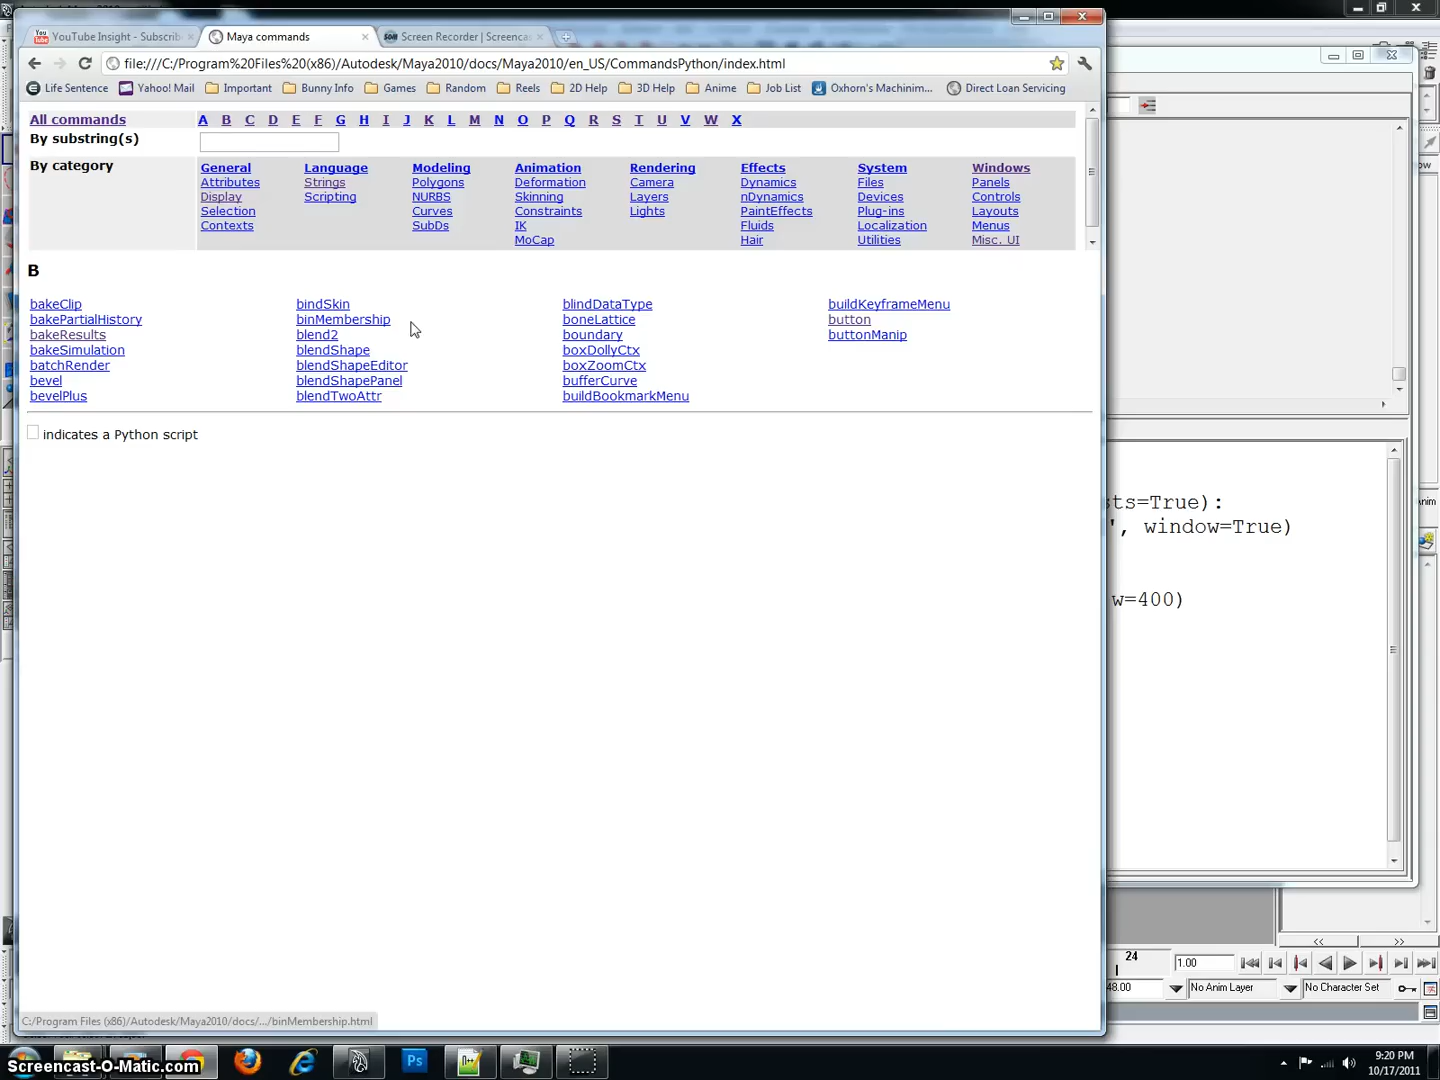 YouTube Insight - Subscrib
Maya commands
Screen Recorder | Screencas
file:///C:/Program%20Files%20(x86)/Autodesk/Maya2010/docs/Maya2010/en_US/CommandsPython/index.html
Life Sentence
Yahoo! Mail
Important
Bunny Info
Games
Random
Reels
2D Help
3D Help
Anime
Job List
Oxhorn's Machinim...
Direct Loan Servicing
All commands
A B C D E F G H I J K L M N O P Q R S T U V W X
By substring(s)
By category
General
Language
Modeling
Animation
Rendering
Effects
System
Windows
Attributes
Strings
Polygons
Deformation
Camera
Dynamics
Files
Panels
Display
Scripting
NURBS
Skinning
Layers
nDynamics
Devices
Controls
Selection
Curves
Constraints
Lights
PaintEffects
Plug-ins
Layouts
Contexts
SubDs
IK
Fluids
Localization
Menus
MoCap
Hair
Utilities
Misc. UI
B
bakeClip
bindSkin
blindDataType
buildKeyframeMenu
bakePartialHistory
binMembership
boneLattice
button
bakeResults
blend2
boundary
buttonManip
bakeSimulation
blendShape
boxDollyCtx
batchRender
blendShapeEditor
boxZoomCtx
bevel
blendShapePanel
bufferCurve
bevelPlus
blendTwoAttr
buildBookmarkMenu
indicates a Python script
sts=True):
', window=True)
w=400)
Anim
24
1.00
48.00
No Anim Layer
No Character Set
C:/Program Files (x86)/Autodesk/Maya2010/docs/.../binMembership.html
Ps
Screencast-O-Matic.com
9:20 PM
10/17/2011